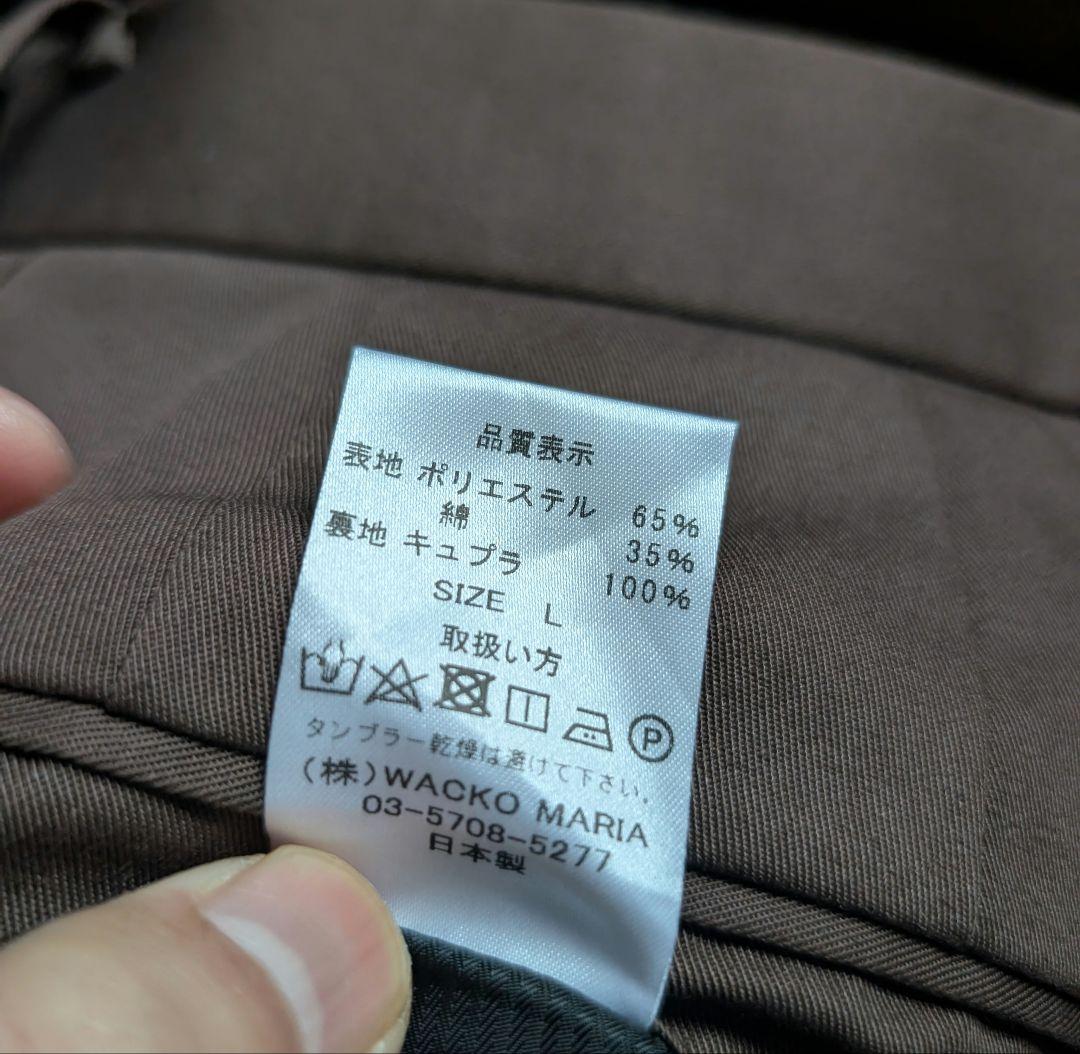 品質表示
表地 ポリエステル 65%
綿 35%
裏地 キュプラ 100%
SIZE L
取扱い方
P
タンブラー乾燥は避けて下さい.
(株)WACKO MARIA
03-5708-5277
日本製